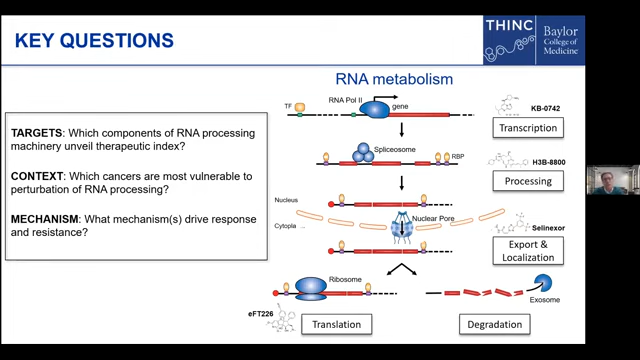 KEY QUESTIONS
THINC
Baylor
College of
Medicine
RNA metabolism
TF
RNA Pol II
gene
KB-0742
Transcription
TARGETS: Which components of RNA processing
machinery unveil therapeutic index?
CONTEXT: Which cancers are most vulnerable to
perturbation of RNA processing?
MECHANISM: What mechanism(s) drive response
and resistance?
Spliceosome
RBP
H3B-8800
Processing
Nucleus
Cytopla
Nuclear Pore
Selinexor
Export &
Localization
Ribosome
Exosome
eFT226
Translation
Degradation